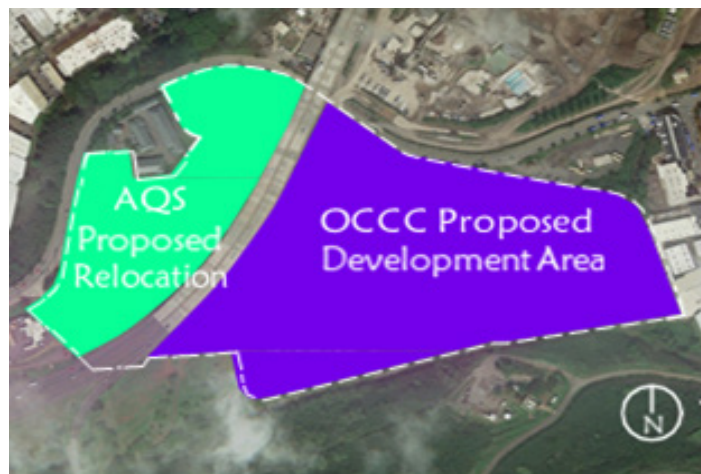 AQS
Proposed
Relocation
OCCC Proposed
Development Area
N